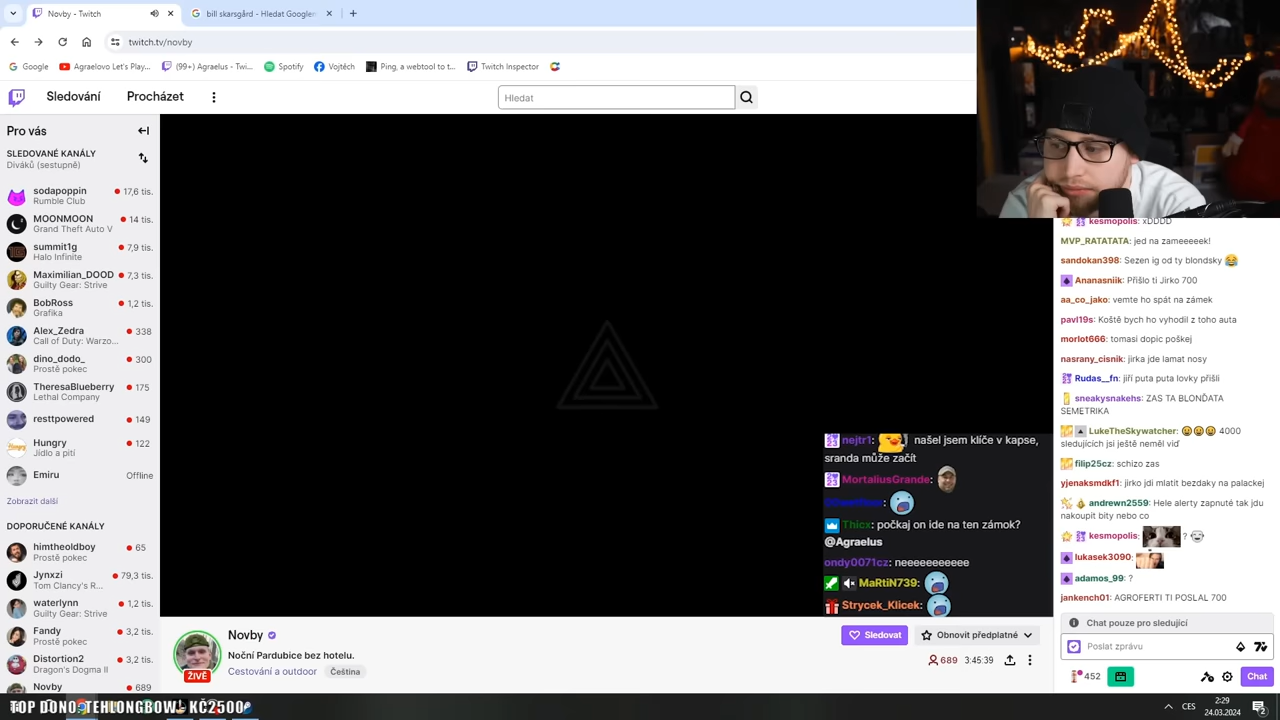 Novby - Twitch
bill skarsgård - Hledat Google
twitch.tv/novby
Google
Agraelovo Let's Play...
(99+) Agraelus - Twi...
Spotify
Vojtěch
Ping, a webtool to t...
Twitch Inspector
Sledování
Procházet
Hledat
Pro vás
SLEDOVANÉ KANÁLY
Diváků (sestupně)
sodapoppin 17,6 tis.
Rumble Club
MOONMOON 14 tis.
Grand Theft Auto V
summit1g 7,9 tis.
Halo Infinite
Maximilian_DOOD 7,3 tis.
Guilty Gear: Strive
BobRoss 1,2 tis.
Grafika
Alex_Zedra 338
Call of Duty: Warzo...
dino_dodo_ 300
Prostě pokec
TheresaBlueberry 175
Lethal Company
resttpowered 149
Hungry 122
Jídlo a pití
Emiru Offline
Zobrazit další
DOPORUČENÉ KANÁLY
himtheoldboy 65
Prostě pokec
Jynxzi 79,3 tis.
Tom Clancy's R...
waterlynn 1,2 tis.
Guilty Gear: Strive
Fandy 3,2 tis.
Prostě pokec
Distortion2 3,2 tis.
Dragon's Dogma II
Novby 689
nejtr1: našel jsem klíče v kapse,
sranda může začít
MortaliusGrande:
Thicx: počkaj on ide na ten zámok?
@Agraelus
ondy0071cz: neeeeeeeeeee
MaRtiN739:
Strycek_Klicek:
Novby
Noční Pardubice bez hotelu.
Cestování a outdoor Čeština
ŽIVĚ
Sledovat
Obnovit předplatné
689 3:45:39
kesmopolis: xDDDD
MVP_RATATATA: jed na zameeeeek!
sandokan398: Sezen ig od ty blondsky
Ananasniik: Přišlo ti Jirko 700
aa_co_jako: vemte ho spát na zámek
pavl19s: Koště bych ho vyhodil z toho auta
morlot666: tomasi dopic poškej
nasrany_cisnik: jirka jde lamat nosy
Rudas__fn: jiří puta puta lovky přišli
sneakysnakehs: ZAS TA BLONĎATA
SEMETRIKA
LukeTheSkywatcher: 4000
sledujících jsi ještě neměl viď
filip25cz: schizo zas
yjenaksmdkf1: jirko jdi mlatit bezdaky na palackej
andrewn2559: Hele alerty zapnuté tak jdu
nakoupit bity nebo co
kesmopolis: ?
lukasek3090:
adamos_99: ?
jankench01: AGROFERTI TI POSLAL 700
Chat pouze pro sledující
Poslat zprávu
452
Chat
TOP DONO: TEHLONGBOWL KČ2500
CES
2:29
24.03.2024
2